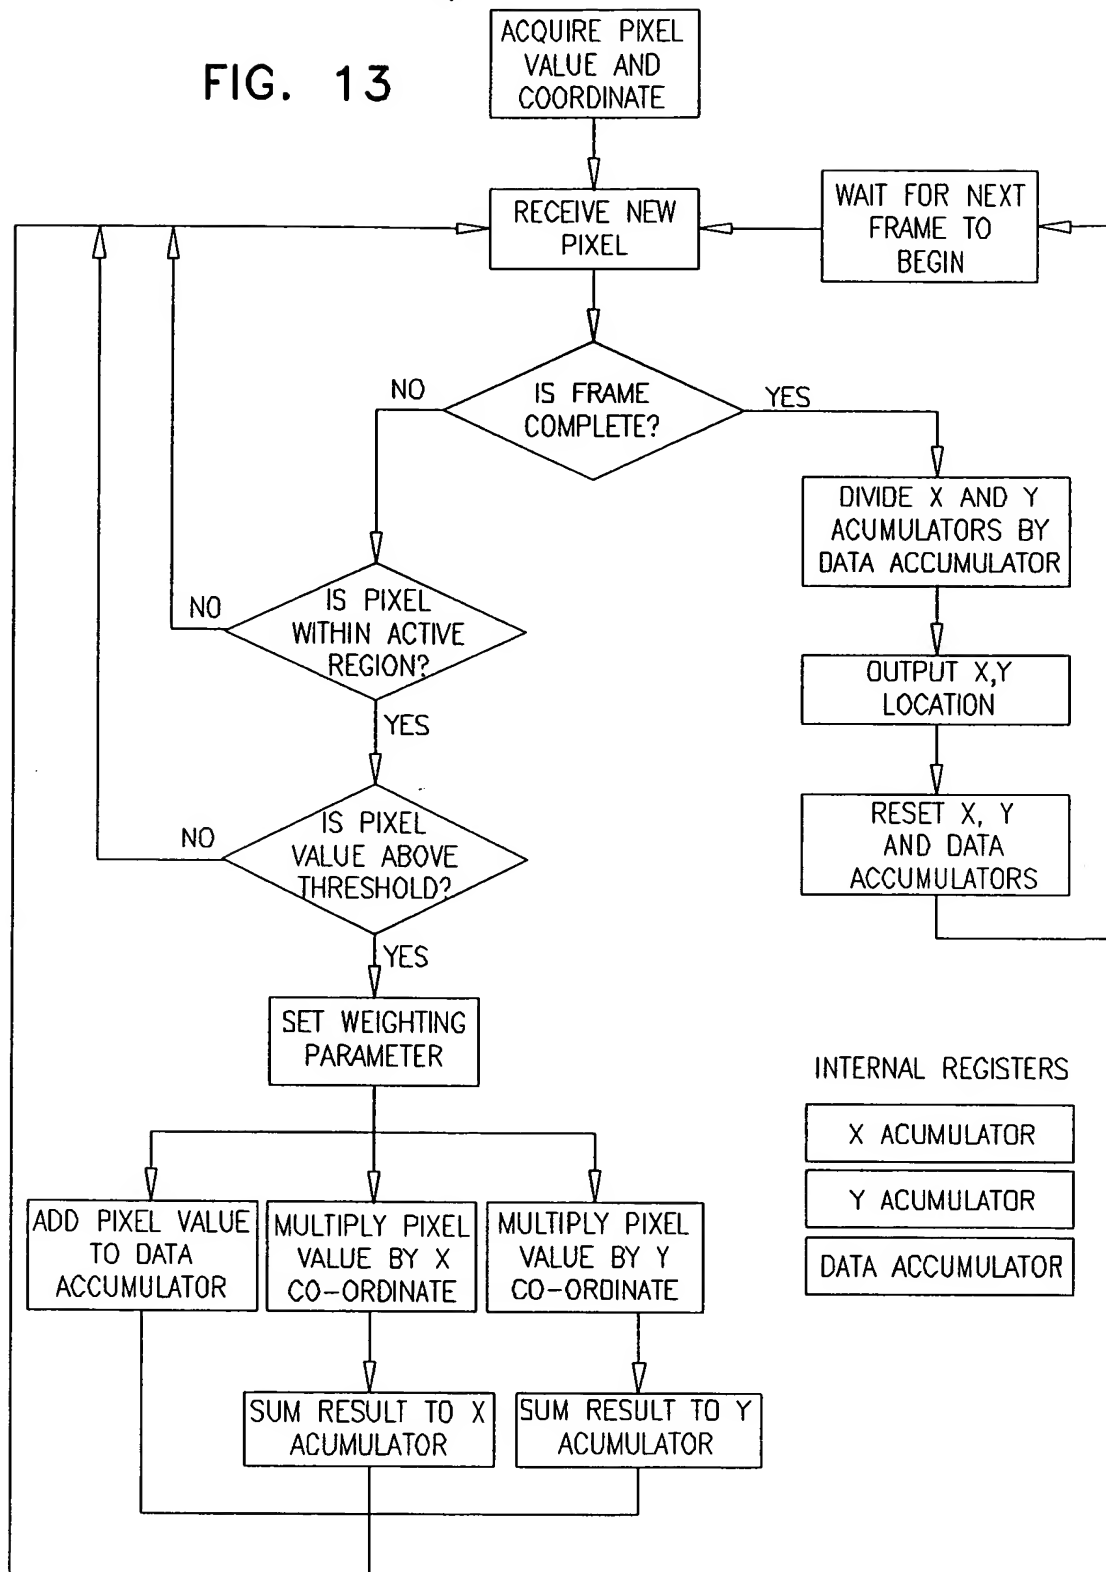 FIG. 13
ACQUIRE PIXEL
VALUE AND
COORDINATE
RECEIVE NEW
PIXEL
WAIT FOR NEXT
FRAME TO
BEGIN
IS FRAME
COMPLETE?
NO
YES
DIVIDE X AND Y
ACUMULATORS BY
DATA ACCUMULATOR
IS PIXEL
WITHIN ACTIVE
REGION?
NO
YES
OUTPUT X,Y
LOCATION
IS PIXEL
VALUE ABOVE
THRESHOLD?
NO
YES
RESET X, Y
AND DATA
ACCUMULATORS
SET WEIGHTING
PARAMETER
INTERNAL REGISTERS
X ACUMULATOR
Y ACUMULATOR
DATA ACCUMULATOR
ADD PIXEL VALUE
TO DATA
ACCUMULATOR
MULTIPLY PIXEL
VALUE BY X
CO-ORDINATE
MULTIPLY PIXEL
VALUE BY Y
CO-ORDINATE
SUM RESULT TO X
ACUMULATOR
SUM RESULT TO Y
ACUMULATOR